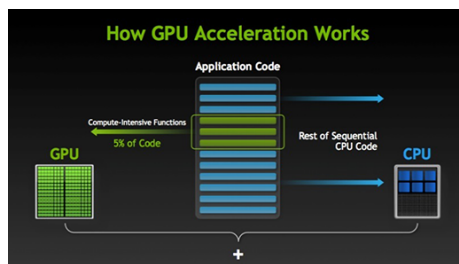 How GPU Acceleration Works
Application Code
Compute-Intensive Functions
5% of Code
Rest of Sequential
CPU Code
GPU
CPU
+